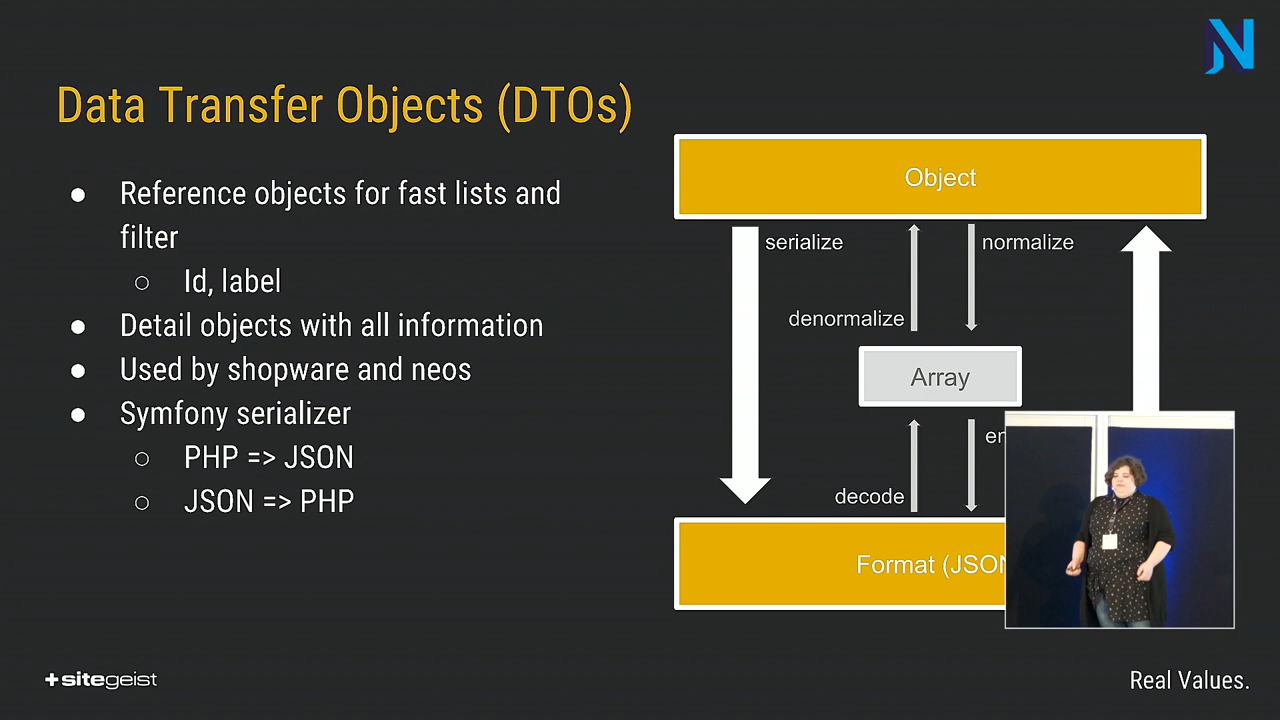 Data Transfer Objects (DTOs)
● Reference objects for fast lists and
filter
○ Id, label
● Detail objects with all information
● Used by shopware and neos
● Symfony serializer
○ PHP => JSON
○ JSON => PHP
Object
serialize
normalize
denormalize
Array
decode
Format (JSON
+sitegeist
Real Values.